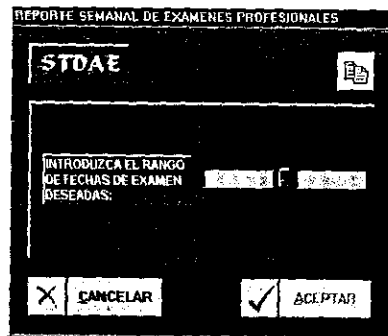 REPORTE SEMANAL DE EXAMENES PROFESIONALES
STDAE
INTRODUZCA EL RANGO
DE FECHAS DE EXAMEN
DESEADAS:
CANCELAR
ACEPTAR